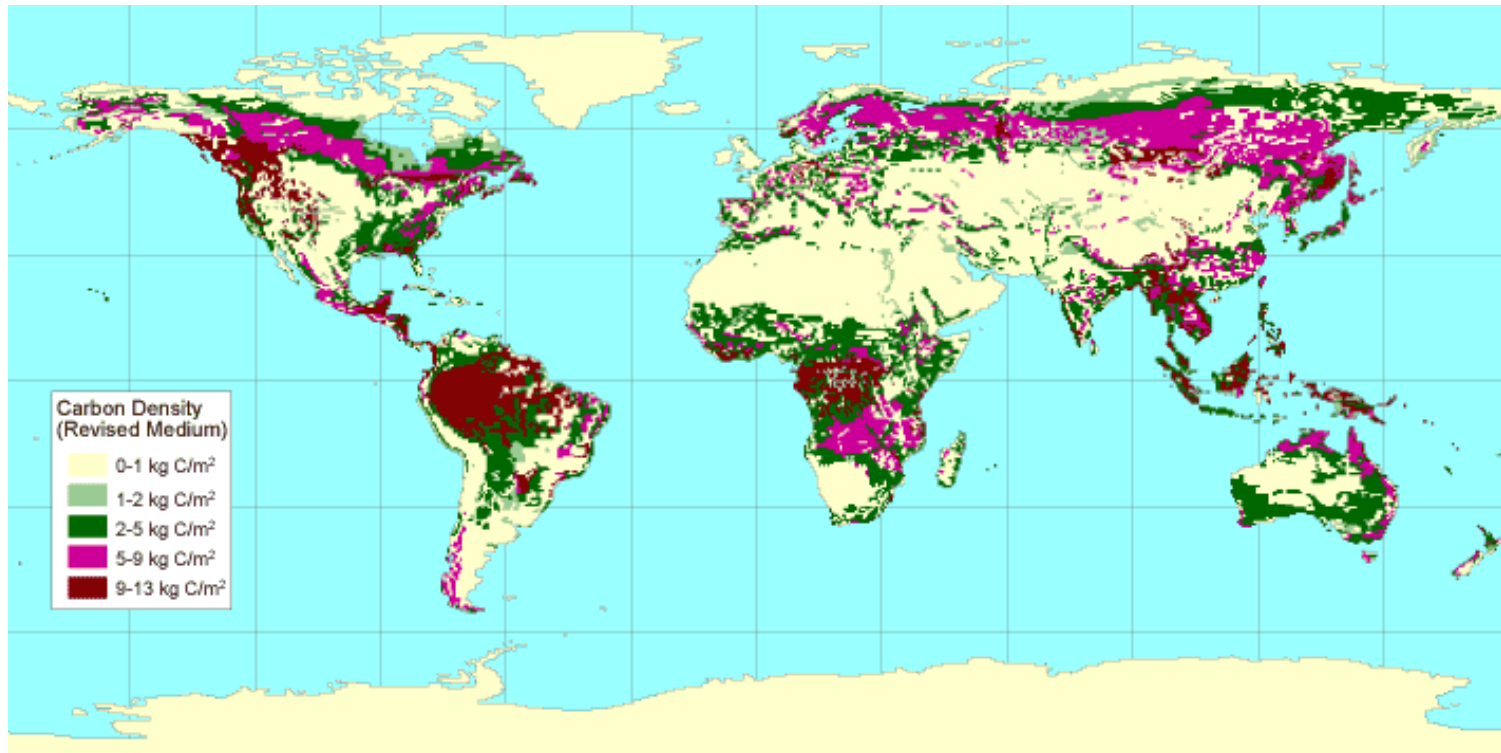 Carbon Density
(Revised Medium)
0-1 kg C/m²
1-2 kg C/m²
2-5 kg C/m²
5-9 kg C/m²
9-13 kg C/m²